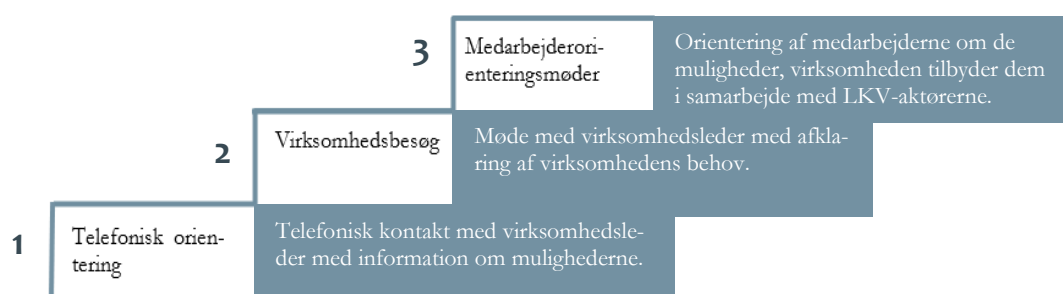 3
Medarbejderori-
enteringsmøder
Orientering af medarbejderne om de
muligheder, virksomheden tilbyder dem
i samarbejde med LKV-aktørerne.
2
Virksomhedsbesøg
Møde med virksomhedsleder med afkla-
ring af virksomhedens behov.
1
Telefonisk orien-
tering
Telefonisk kontakt med virksomhedsle-
der med information om mulighederne.